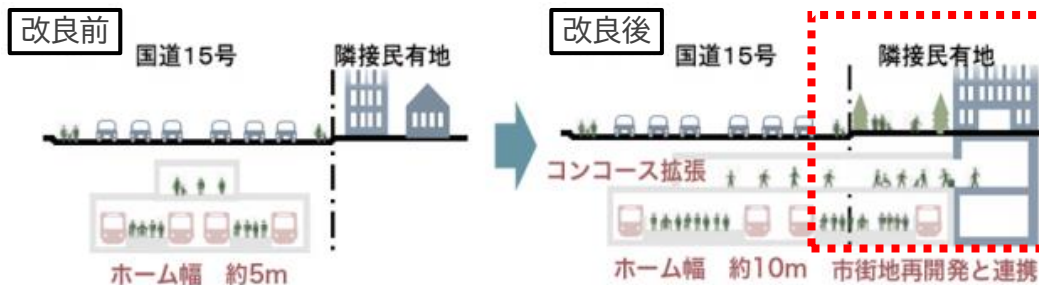 改良前
国道15号
隣接民有地
ホーム幅　約5m
改良後
国道15号
隣接民有地
コンコース拡張
ホーム幅　約10m
市街地再開発と連携